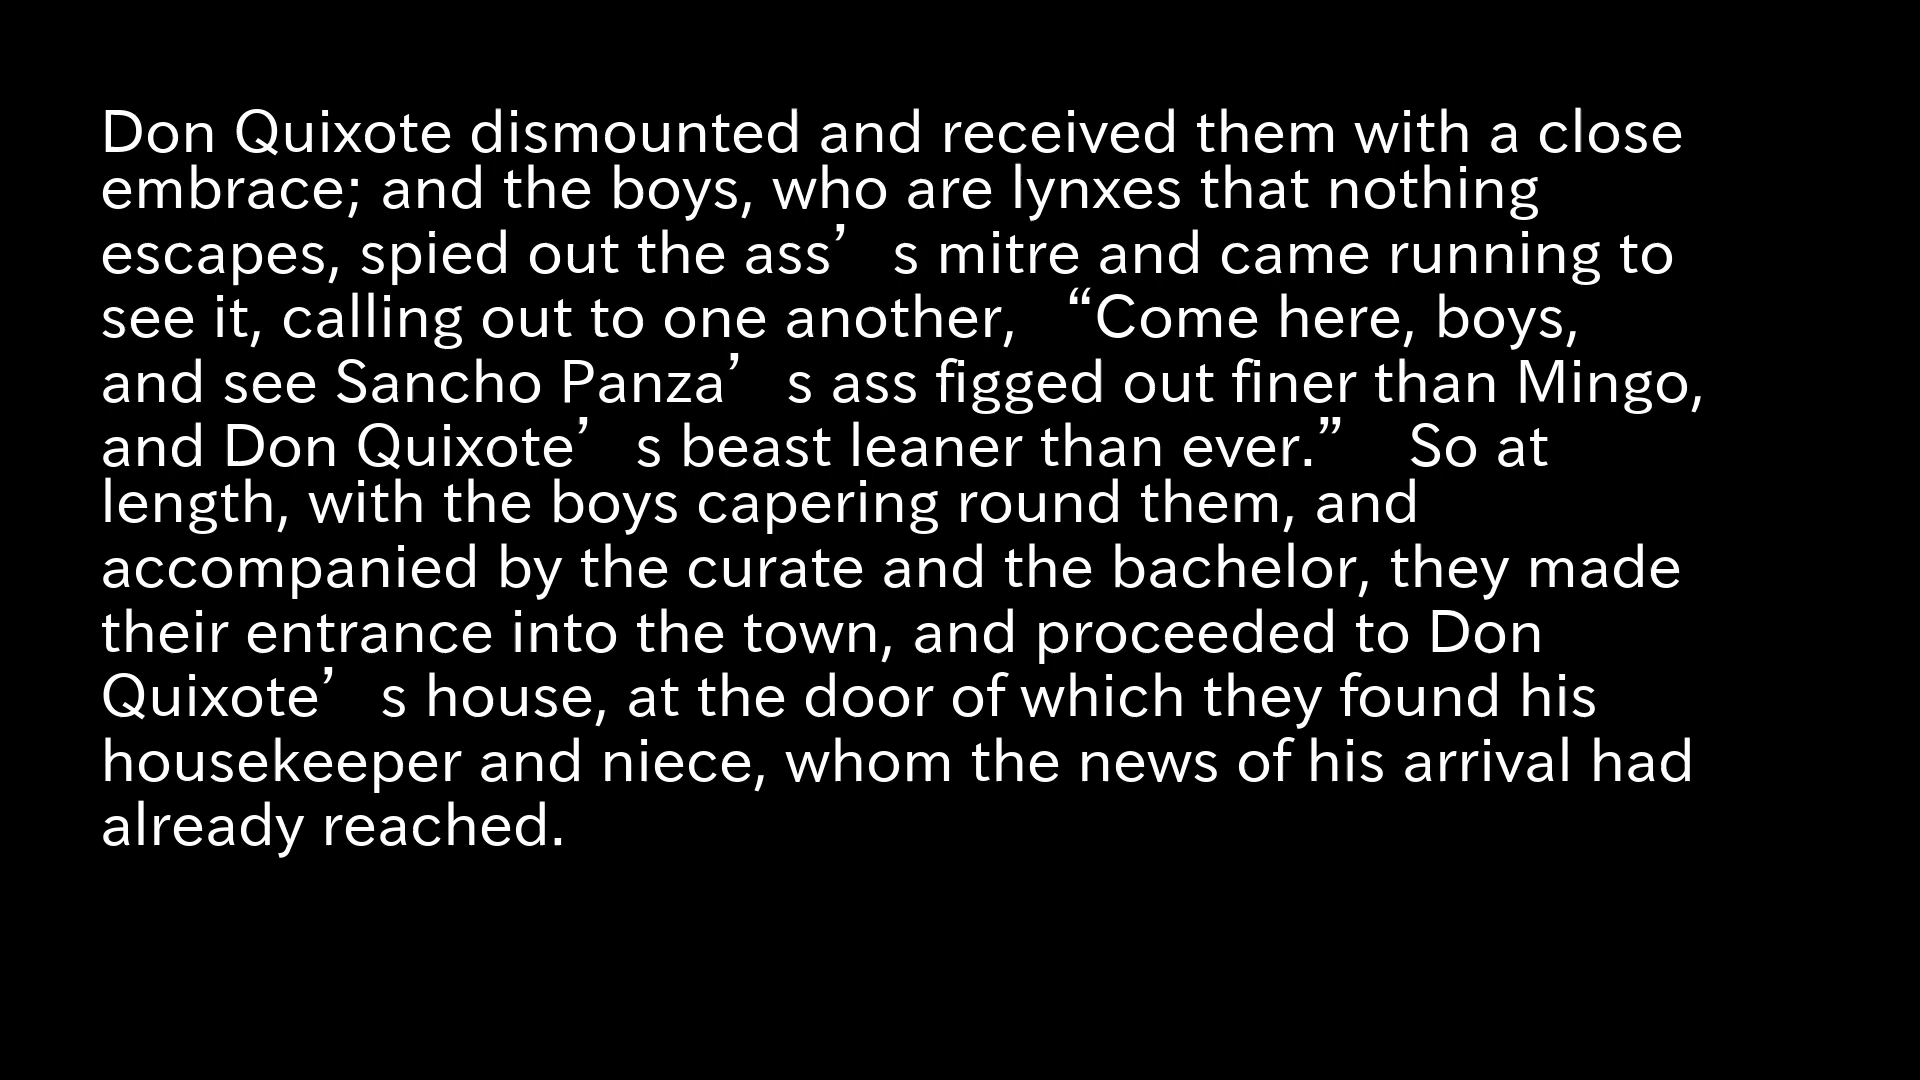 Don Quixote dismounted and received them with a close
embrace; and the boys, who are lynxes that nothing
escapes, spied out the ass’s mitre and came running to
see it, calling out to one another, “Come here, boys,
and see Sancho Panza’s ass figged out finer than Mingo,
and Don Quixote’s beast leaner than ever.” So at
length, with the boys capering round them, and
accompanied by the curate and the bachelor, they made
their entrance into the town, and proceeded to Don
Quixote’s house, at the door of which they found his
housekeeper and niece, whom the news of his arrival had
already reached.